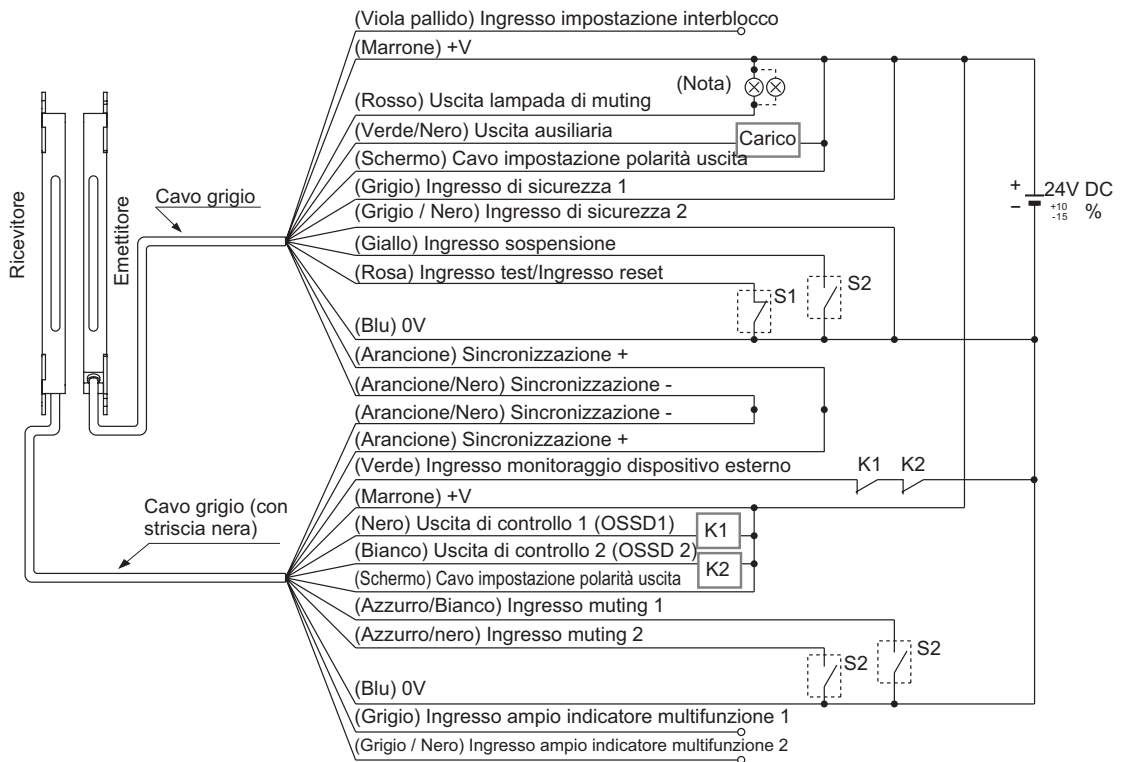 (Viola pallido) Ingresso impostazione interblocco
(Marrone) +V
(Nota)
(Rosso) Uscita lampada di muting
(Verde/Nero) Uscita ausiliaria
Carico
(Schermo) Cavo impostazione polarità uscita
(Grigio) Ingresso di sicurezza 1
(Grigio / Nero) Ingresso di sicurezza 2
(Giallo) Ingresso sospensione
(Rosa) Ingresso test/Ingresso reset
S1
S2
(Blu) 0V
(Arancione) Sincronizzazione +
(Arancione/Nero) Sincronizzazione -
+
−
24V DC
+10
-15 %
Ricevitore
Emettitore
Cavo grigio
(Arancione/Nero) Sincronizzazione -
(Arancione) Sincronizzazione +
(Verde) Ingresso monitoraggio dispositivo esterno
K1 K2
(Marrone) +V
Cavo grigio (con
striscia nera)
(Nero) Uscita di controllo 1 (OSSD1)
K1
(Bianco) Uscita di controllo 2 (OSSD 2)
K2
(Schermo) Cavo impostazione polarità uscita
(Azzurro/Bianco) Ingresso muting 1
(Azzurro/nero) Ingresso muting 2
S2
S2
(Blu) 0V
(Grigio) Ingresso ampio indicatore multifunzione 1
(Grigio / Nero) Ingresso ampio indicatore multifunzione 2